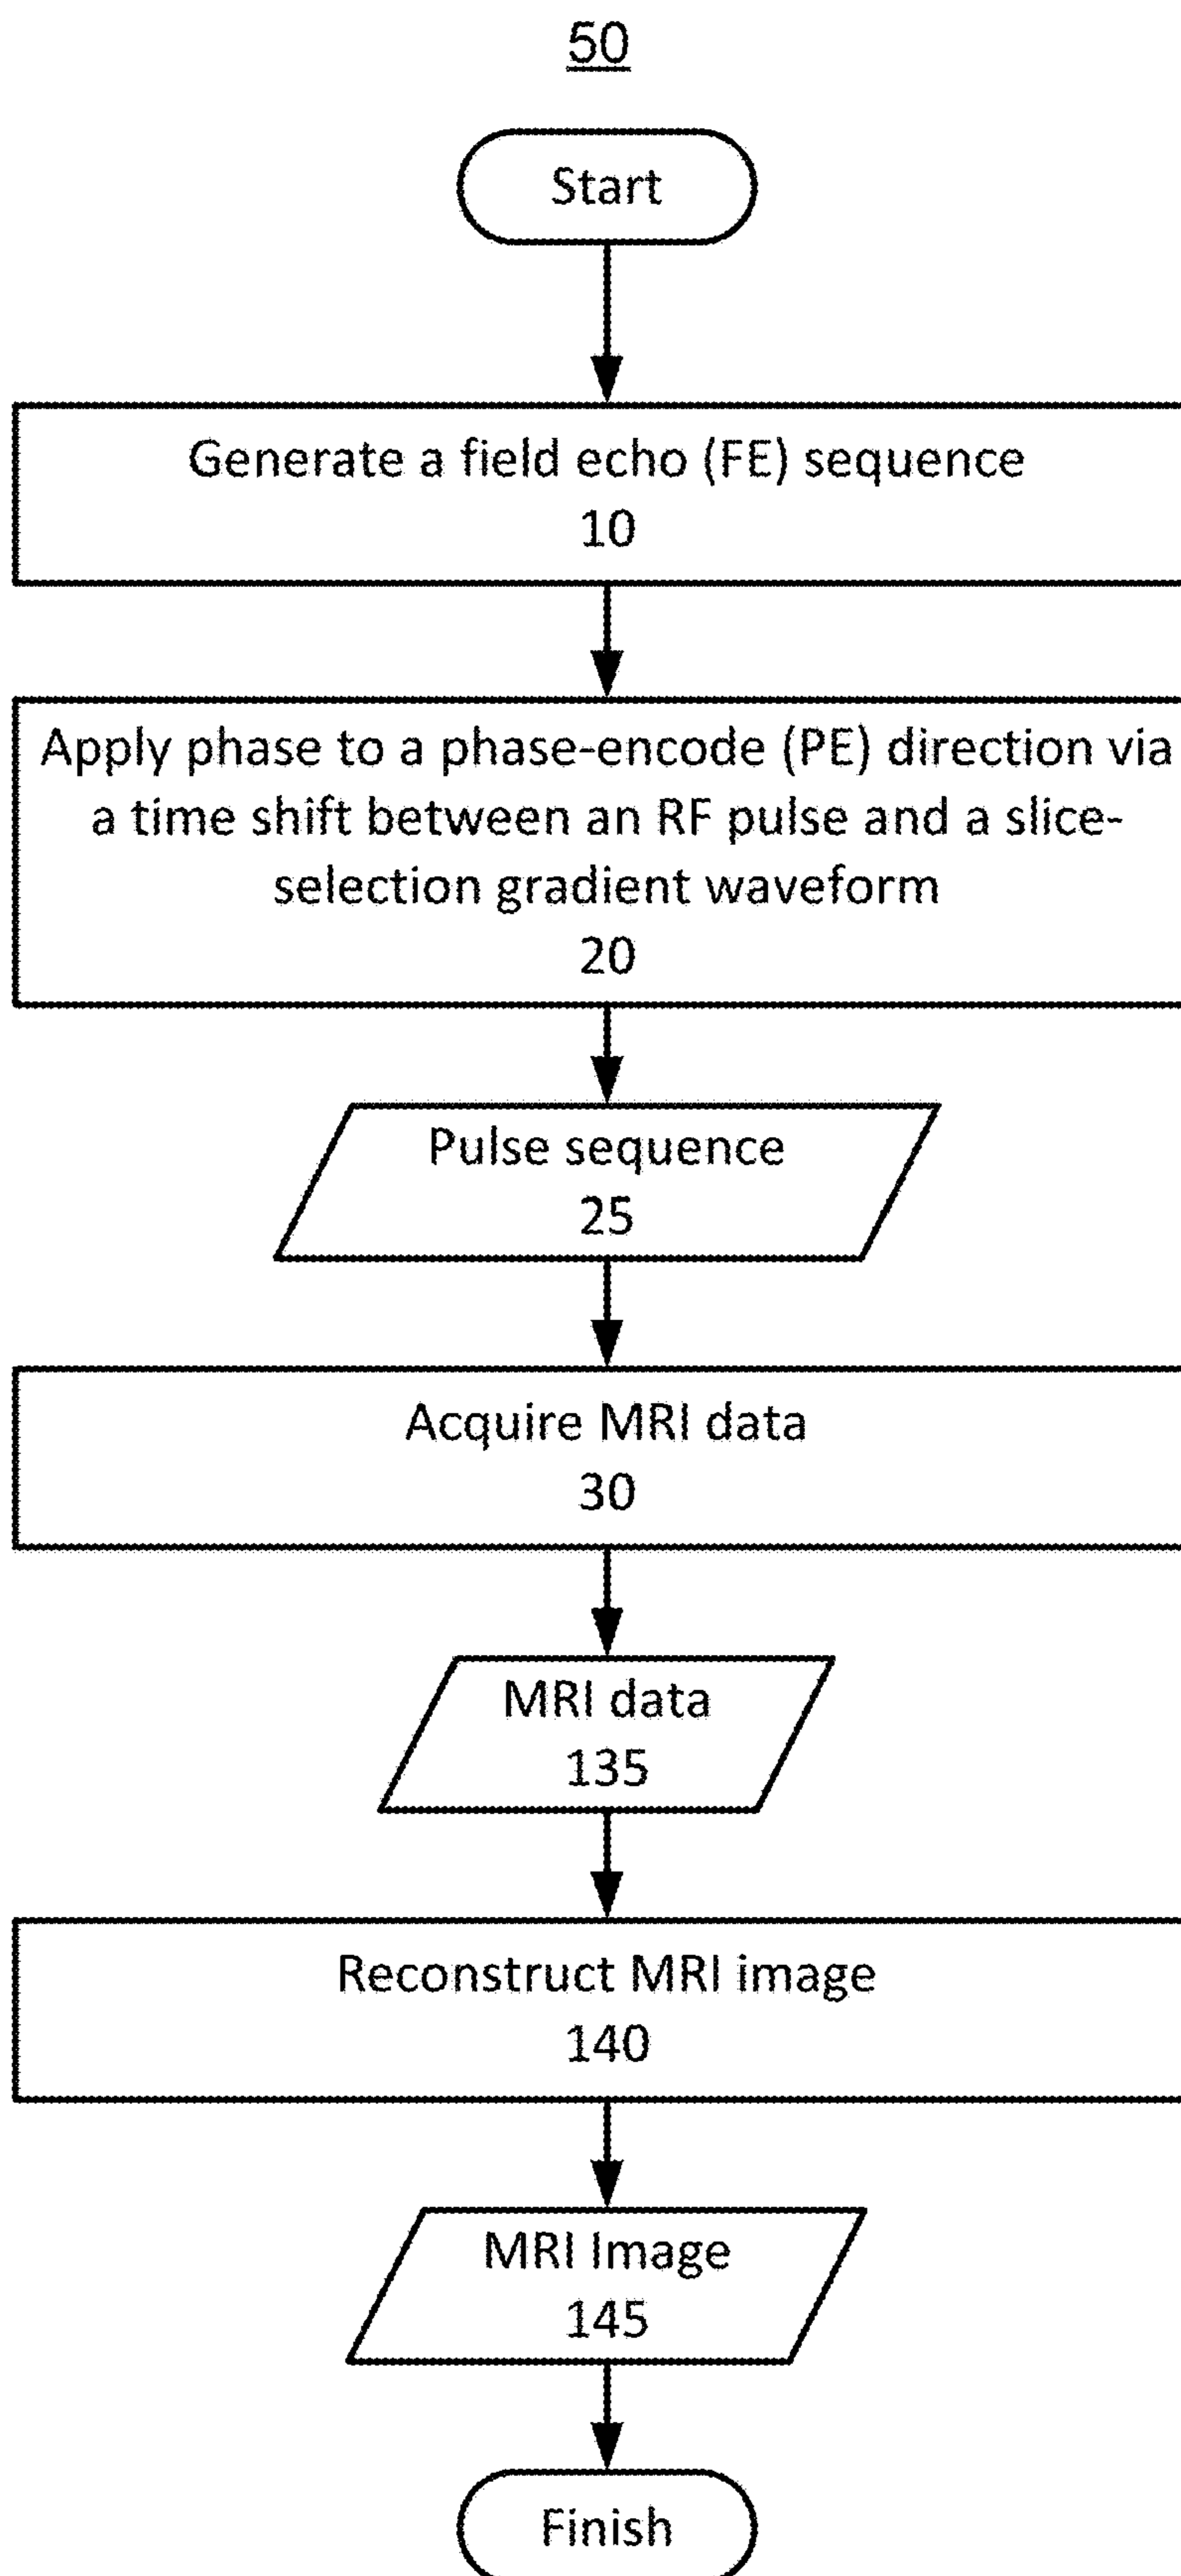 50
Start
Generate a field echo (FE) sequence
10
Apply phase to a phase-encode (PE) direction via
a time shift between an RF pulse and a slice-
selection gradient waveform
20
Pulse sequence
25
Acquire MRI data
30
MRI data
135
Reconstruct MRI image
140
MRI Image
145
Finish